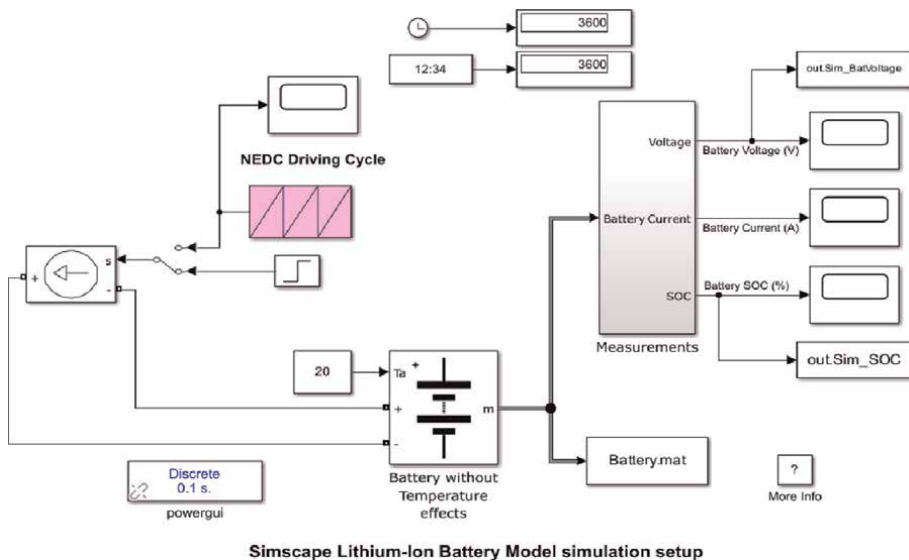 3600
12:34
3600
out.Sim_BatVoltage
NEDC Driving Cycle
Voltage
Battery Voltage (V)
Battery Current
Battery Current (A)
s
+
-
SOC
Battery SOC (%)
Measurements
out.Sim_SOC
20
Ta
+
+
m
-
Battery.mat
?
More Info
Battery without
Temperature
effects
Discrete
0.1 s.
powergui
Simscape Lithium-Ion Battery Model simulation setup